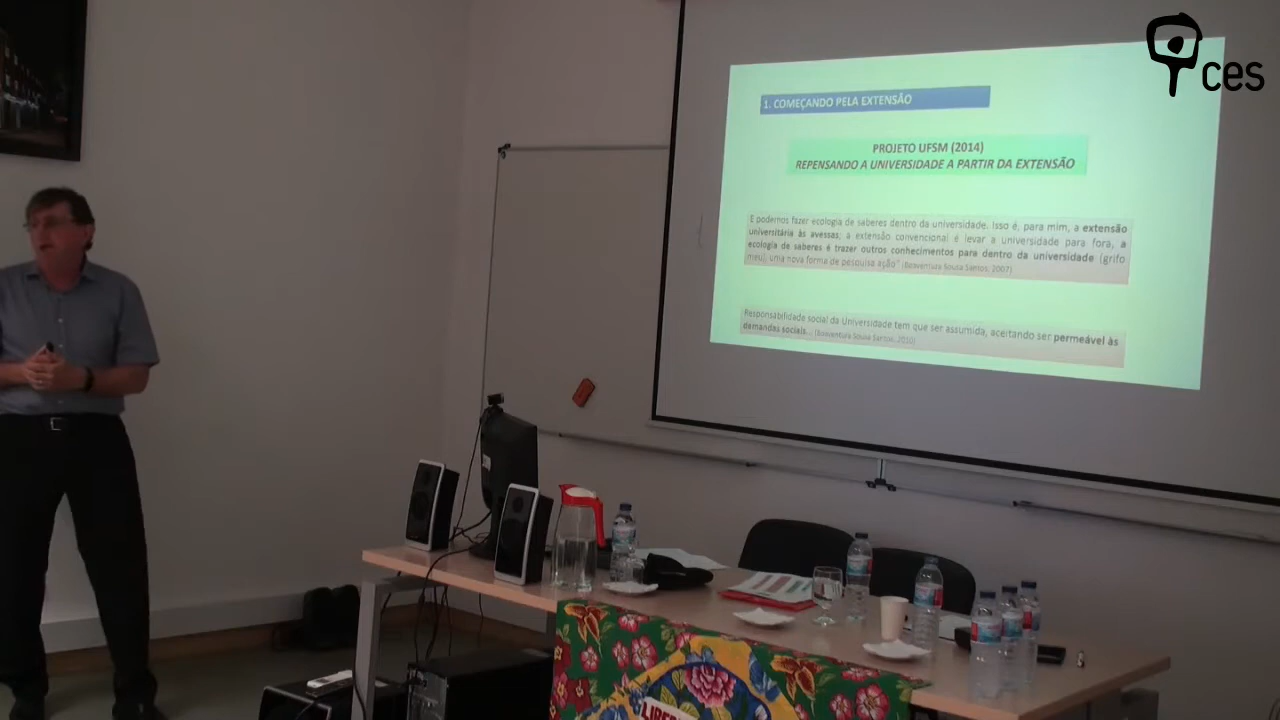 ces
1. COMEÇANDO PELA EXTENSÃO
PROJETO UFSM (2014)
REPENSANDO A UNIVERSIDADE A PARTIR DA EXTENSÃO
E podemos fazer ecologia de saberes dentro da universidade. Isso é, para mim, a extensão
universitária às avessas; a extensão convencional é levar a universidade para fora, a
ecologia de saberes é trazer outros conhecimentos para dentro da universidade (grifo
meu), uma nova forma de pesquisa ação" (Boaventura Sousa Santos, 2007)
Responsabilidade social da Universidade tem que ser assumida, aceitando ser permeável às
demandas sociais... (Boaventura Sousa Santos, 2010)
LIBER